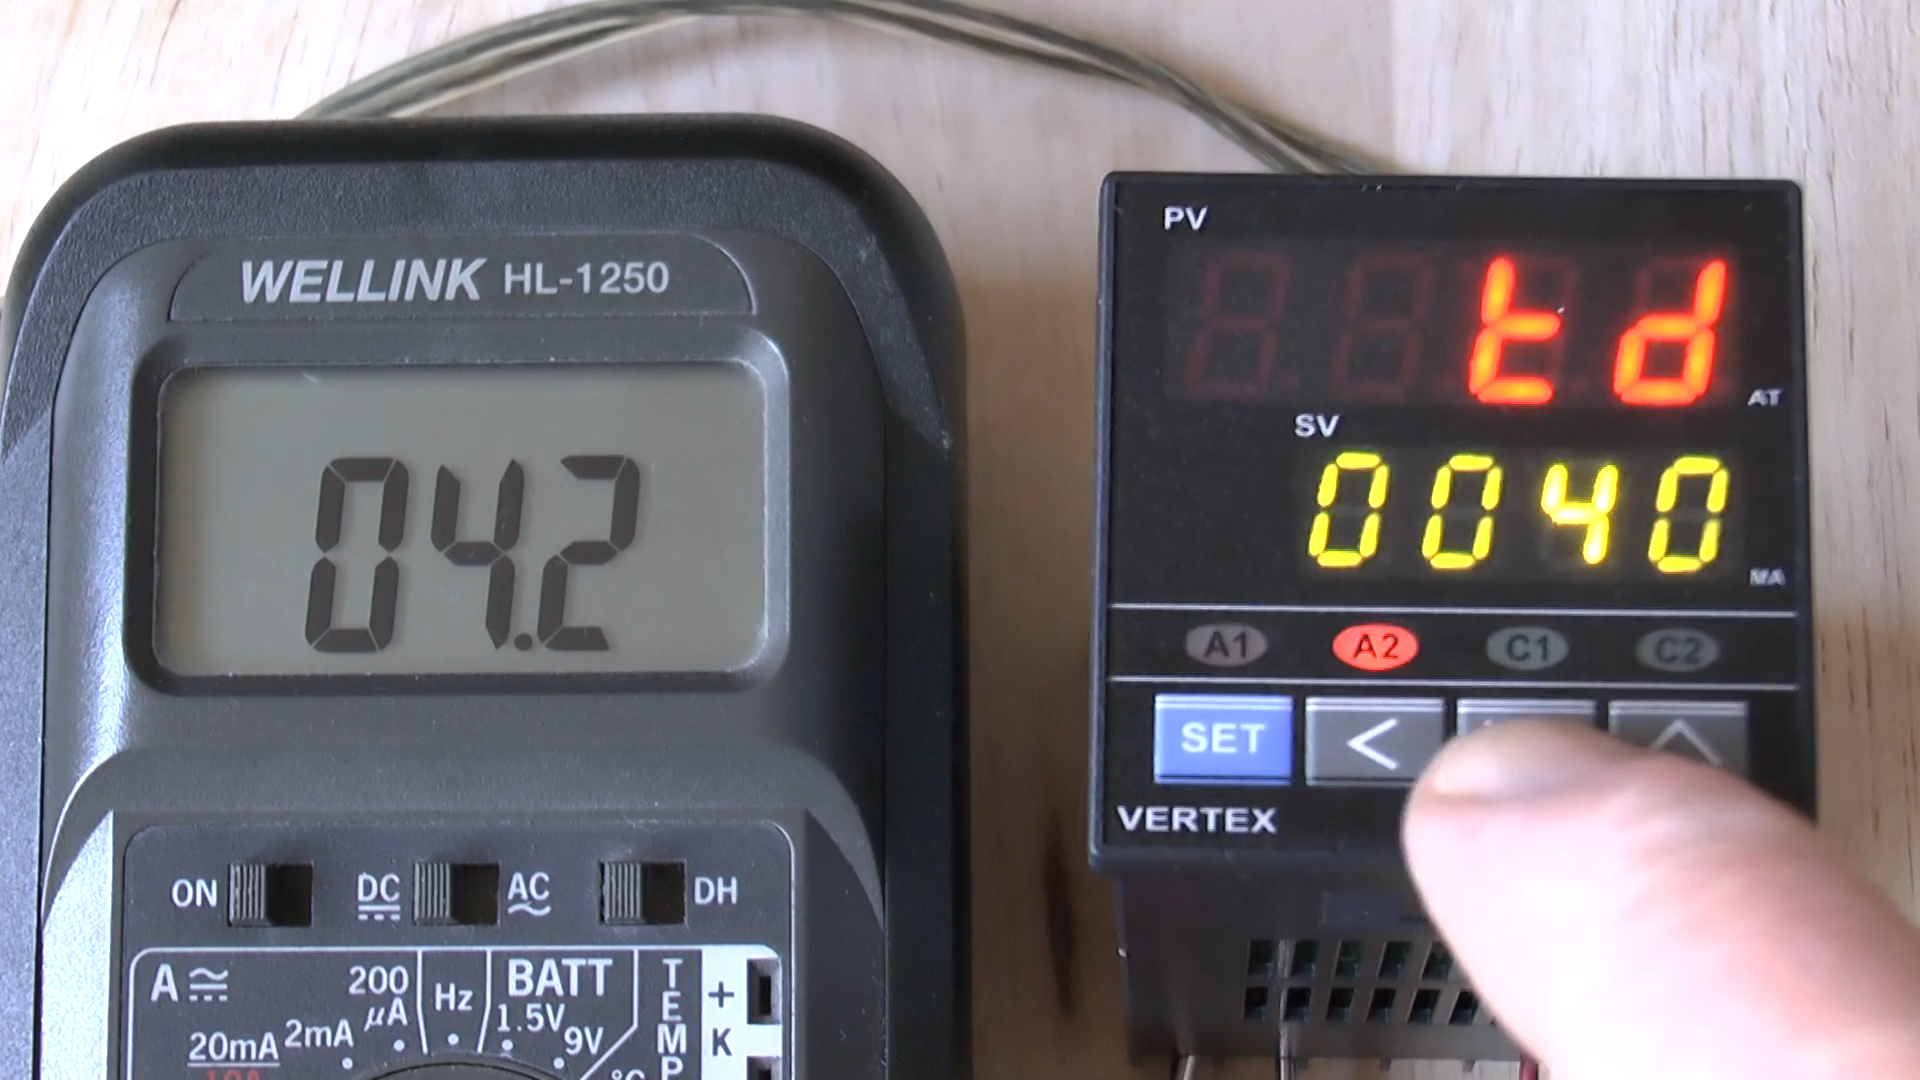 WELLINK HL-1250
04.2
ON DC AC DH
A 200 µA Hz BATT TEMP + K
20mA 2mA 1.5V 9V
°C
PV
td
AT
SV
0040
MA
A1 A2 C1 C2
SET <
VERTEX